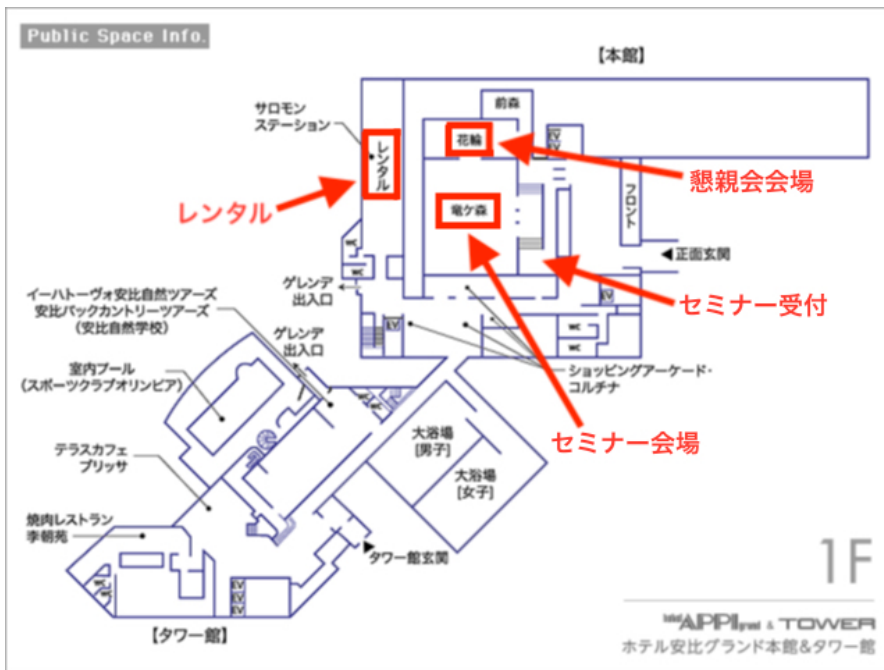 Public Space Info.
【本館】
サロモン
ステーション
前森
花輪
EV
レンタル
懇親会会場
レンタル
竜ケ森
フロント
WC
WC
正面玄関
ゲレンデ
出入口
セミナー受付
イーハトーヴォ安比自然ツアーズ
安比バックカントリーツアーズ
(安比自然学校)
EV
EV
WC
WC
ゲレンデ
出入口
室内プール
(スポーツクラブオリンピア)
ショッピングアーケード・
コルチナ
WC
WC
大浴場
[男子]
セミナー会場
テラスカフェ
ブリッサ
大浴場
[女子]
焼肉レストラン
李朝苑
タワー館玄関
WC
WC
EV
EV
EV
【タワー館】
1F
hotel APPI grand & TOWER
ホテル安比グランド本館&タワー館